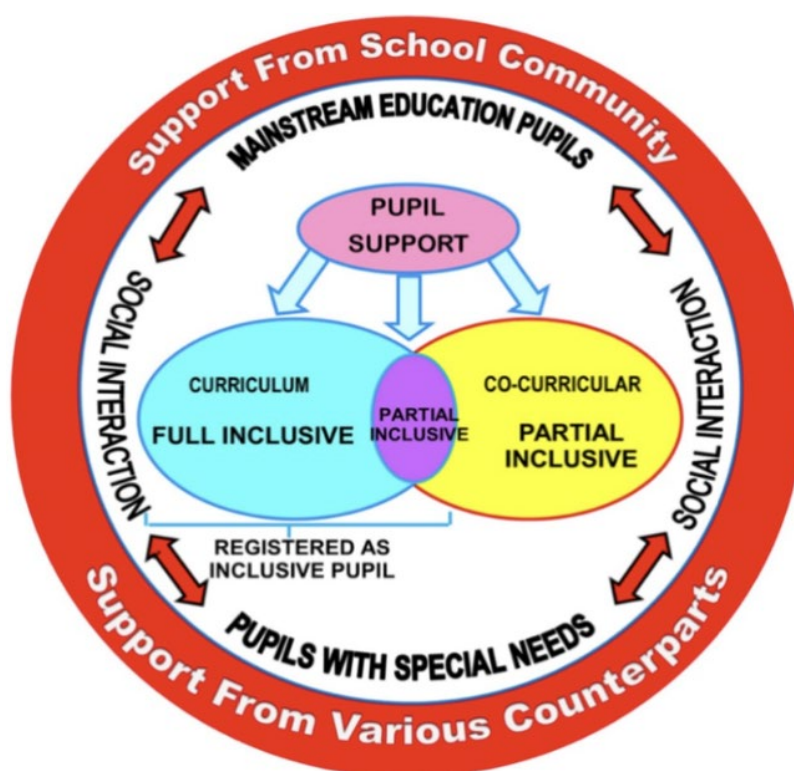 Support From School Community
MAINSTREAM EDUCATION PUPILS
PUPIL
SUPPORT
SOCIAL INTERACTION
SOCIAL INTERACTION
CURRICULUM
FULL INCLUSIVE
PARTIAL
INCLUSIVE
CO-CURRICULAR
PARTIAL
INCLUSIVE
REGISTERED AS
INCLUSIVE PUPIL
PUPILS WITH SPECIAL NEEDS
Support From Various Counterparts